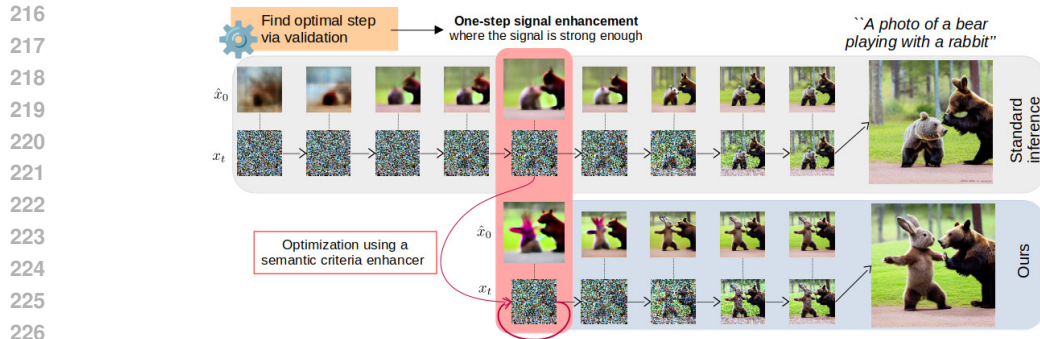 216
217
218
219
220
221
222
223
224
225
226
Find optimal step
via validation
One-step signal enhancement
where the signal is strong enough
``A photo of a bear
playing with a rabbit''
x̂₀
xₜ
Standard
inference
x̂₀
Optimization using a
semantic criteria enhancer
xₜ
Ours